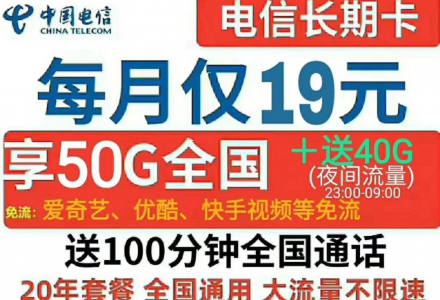 中国电信
CHINA TELECOM
电信长期卡
每月仅19元
享50G全国
+送40G
(夜间流量)
23:00-09:00
免流: 爱奇艺、优酷、快手视频等免流
送100分钟全国通话
20年套餐 全国通用 大流量不限速